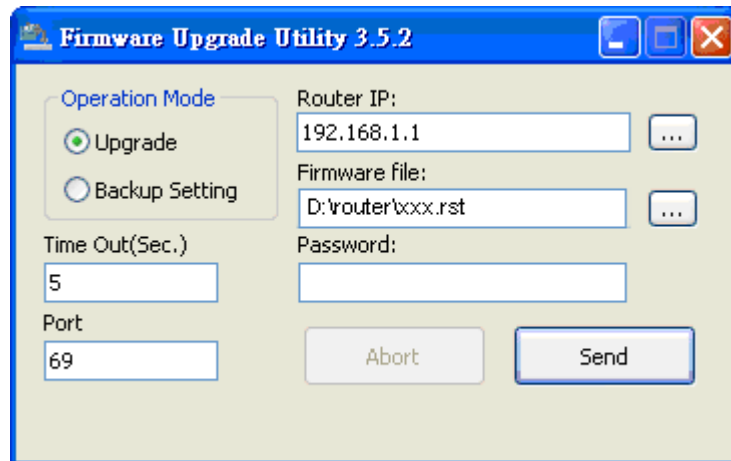 Firmware Upgrade Utility 3.5.2
Operation Mode
Upgrade
Backup Setting
Time Out(Sec.)
5
Port
69
Router IP:
192.168.1.1
...
Firmware file:
D:\router\xxx.rst
...
Password:
Abort
Send